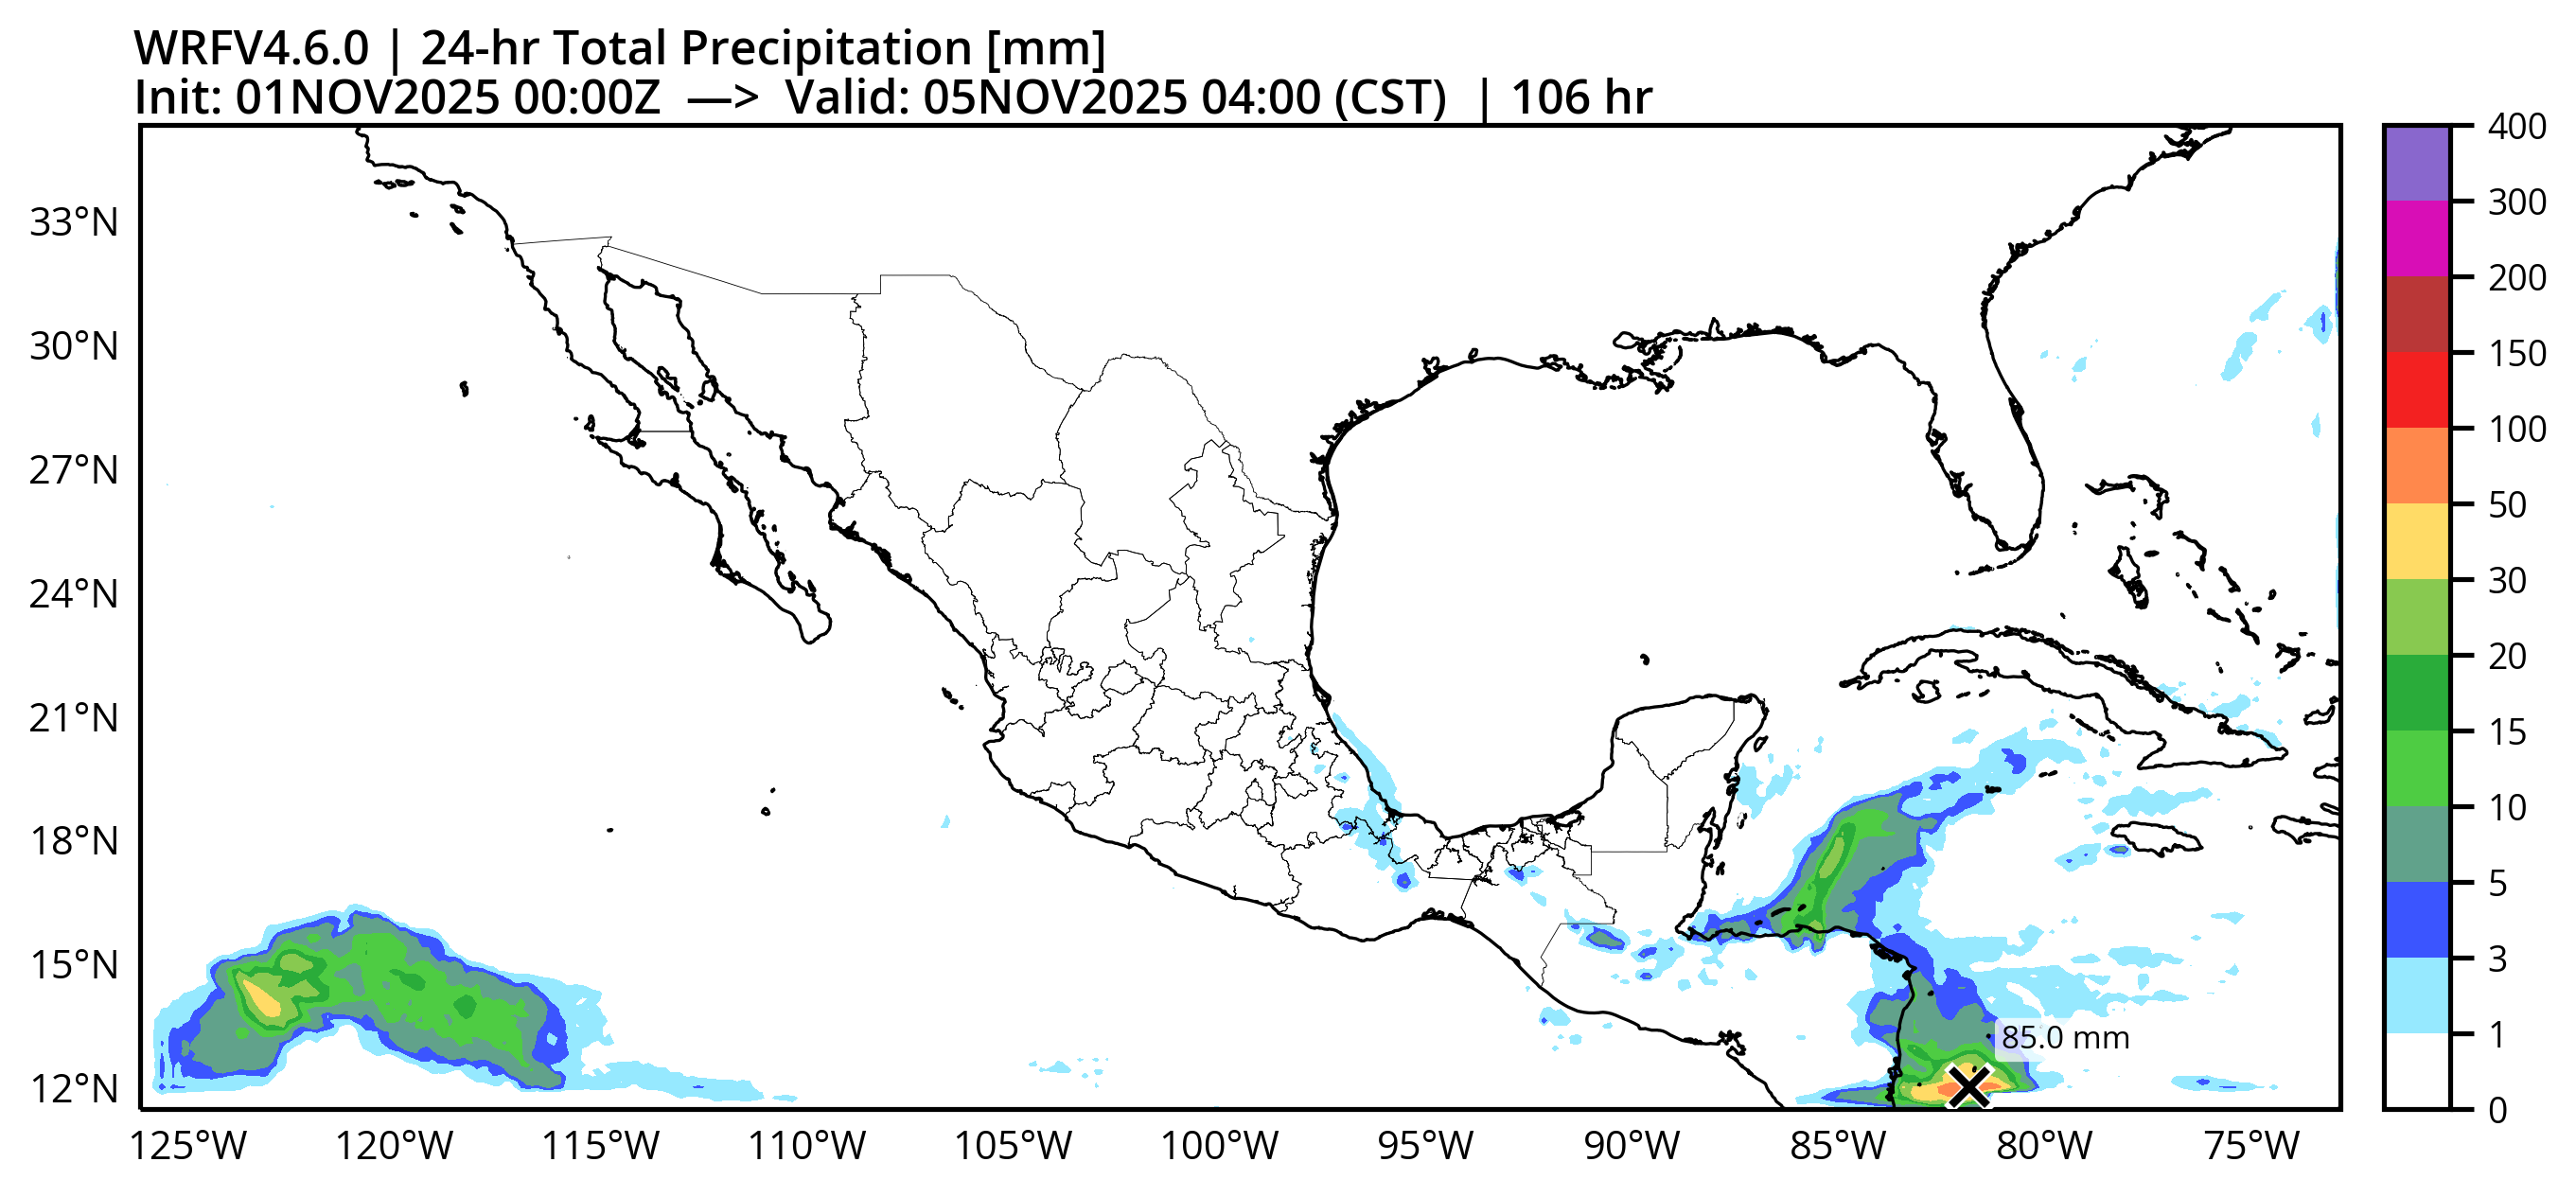 WRFV4.6.0 | 24-hr Total Precipitation [mm]
Init: 01NOV2025 00:00Z —> Valid: 05NOV2025 04:00 (CST) | 106 hr
33°N
30°N
27°N
24°N
21°N
18°N
15°N
12°N
85.0 mm
125°W 120°W 115°W 110°W 105°W 100°W 95°W 90°W 85°W 80°W 75°W
400
300
200
150
100
50
30
20
15
10
5
3
1
0